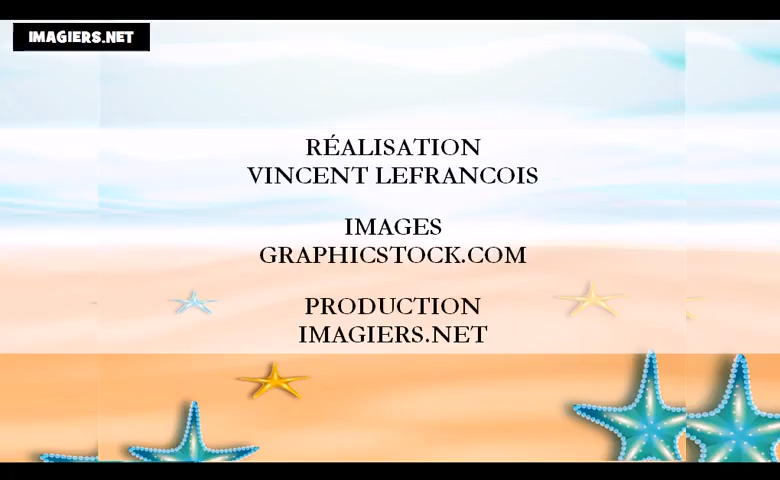 IMAGIERS.NET
RÉALISATION
VINCENT LEFRANCOIS
IMAGES
GRAPHICSTOCK.COM
PRODUCTION
IMAGIERS.NET